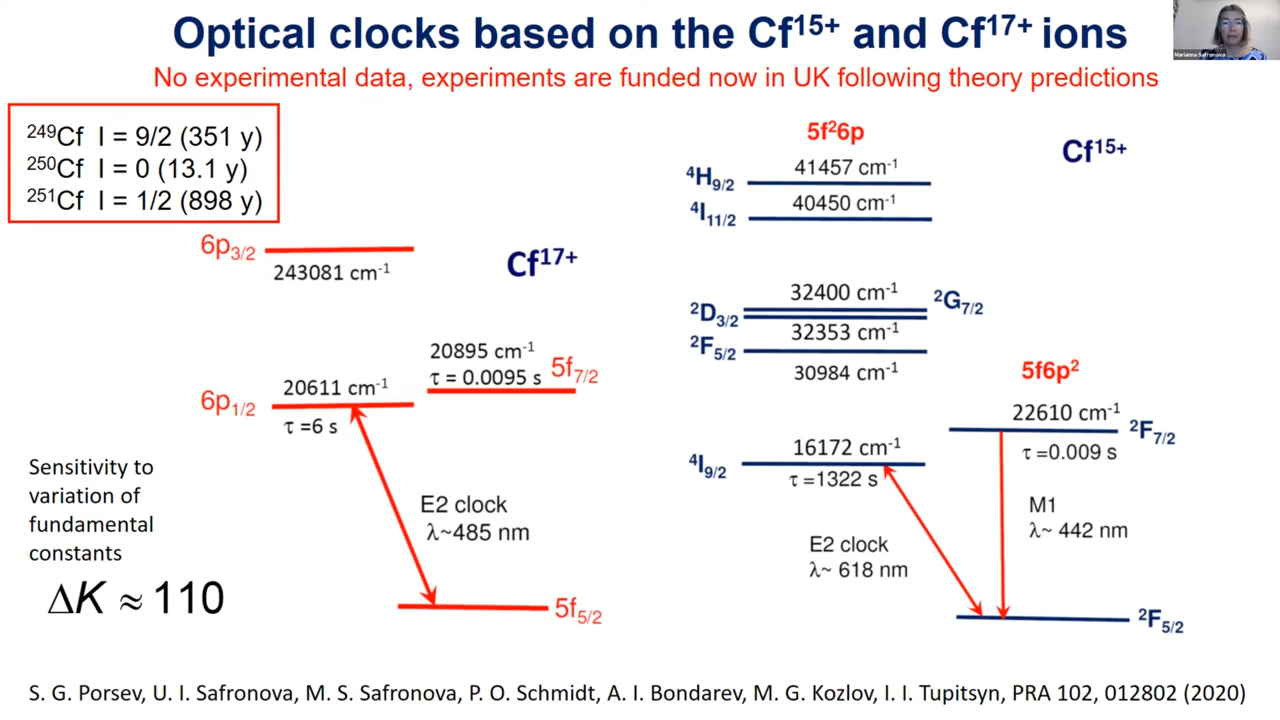 Optical clocks based on the Cf15+ and Cf17+ ions
Marianna Safronova
No experimental data, experiments are funded now in UK following theory predictions
249Cf I = 9/2 (351 y)
250Cf I = 0 (13.1 y)
251Cf I = 1/2 (898 y)
6p3/2
243081 cm-1
Cf17+
20895 cm-1
τ = 0.0095 s
5f7/2
20611 cm-1
6p1/2
τ =6 s
Sensitivity to
variation of
fundamental
constants
ΔK ≈ 110
E2 clock
λ~485 nm
5f5/2
5f26p
Cf15+
41457 cm-1
4H9/2
40450 cm-1
4I11/2
32400 cm-1
2G7/2
2D3/2
32353 cm-1
2F5/2
30984 cm-1
5f6p2
22610 cm-1
2F7/2
τ =0.009 s
16172 cm-1
4I9/2
τ =1322 s
M1
λ~ 442 nm
E2 clock
λ~ 618 nm
2F5/2
S. G. Porsev, U. I. Safronova, M. S. Safronova, P. O. Schmidt, A. I. Bondarev, M. G. Kozlov, I. I. Tupitsyn, PRA 102, 012802 (2020)